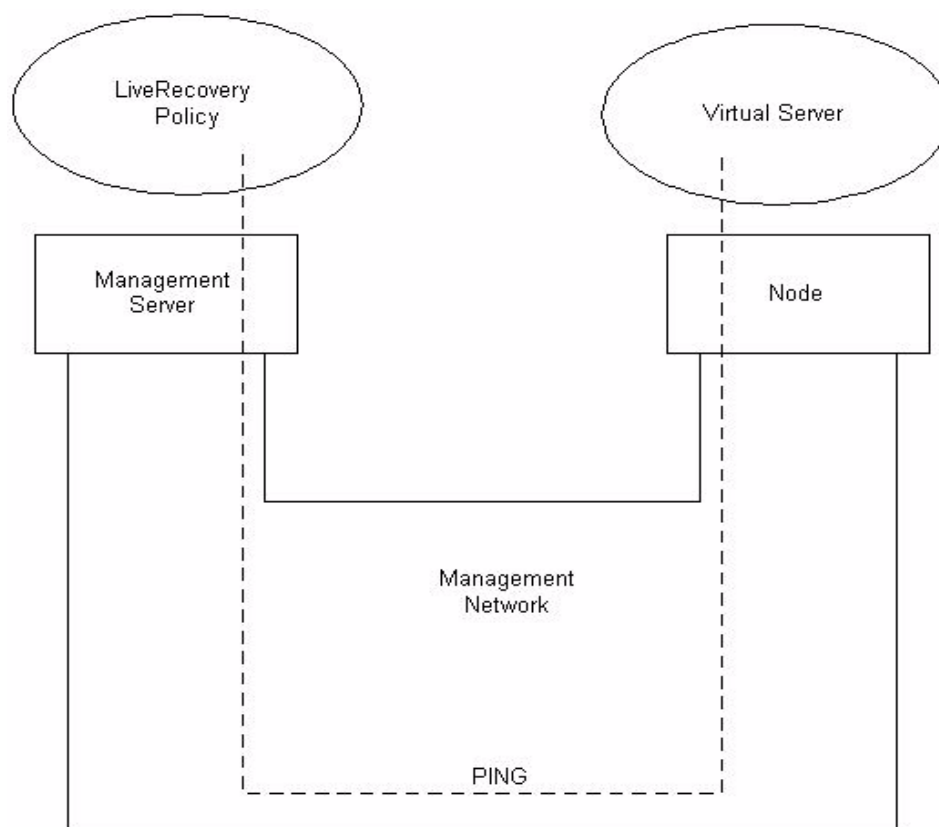 LiveRecovery
Policy
Virtual Server
Management
Server
Node
Management
Network
PING